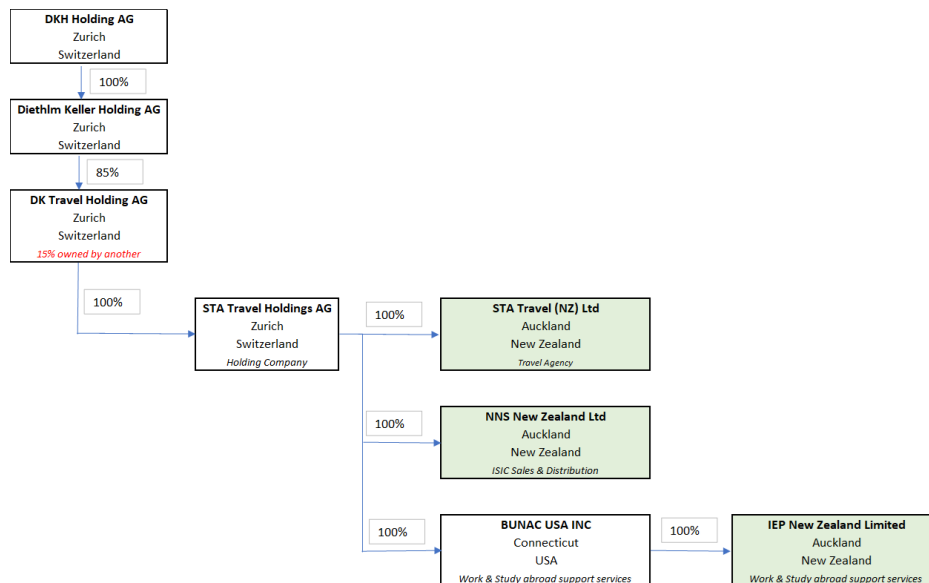 DKH Holding AG
Zurich
Switzerland
100%
Diethlm Keller Holding AG
Zurich
Switzerland
85%
DK Travel Holding AG
Zurich
Switzerland
15% owned by another
100%
STA Travel Holdings AG
Zurich
Switzerland
Holding Company
100%
STA Travel (NZ) Ltd
Auckland
New Zealand
Travel Agency
100%
NNS New Zealand Ltd
Auckland
New Zealand
ISIC Sales & Distribution
100%
BUNAC USA INC
Connecticut
USA
Work & Study abroad support services
100%
IEP New Zealand Limited
Auckland
New Zealand
Work & Study abroad support services